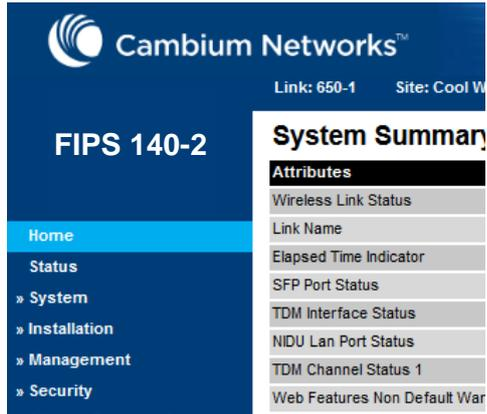 Cambium Networks™
Link: 650-1 Site: Cool
FIPS 140-2
System Summary
Attributes
Wireless Link Status
Link Name
Elapsed Time Indicator
SFP Port Status
TDM Interface Status
NIDU Lan Port Status
TDM Channel Status 1
Web Features Non Default
Home
Status
» System
» Installation
» Management
» Security